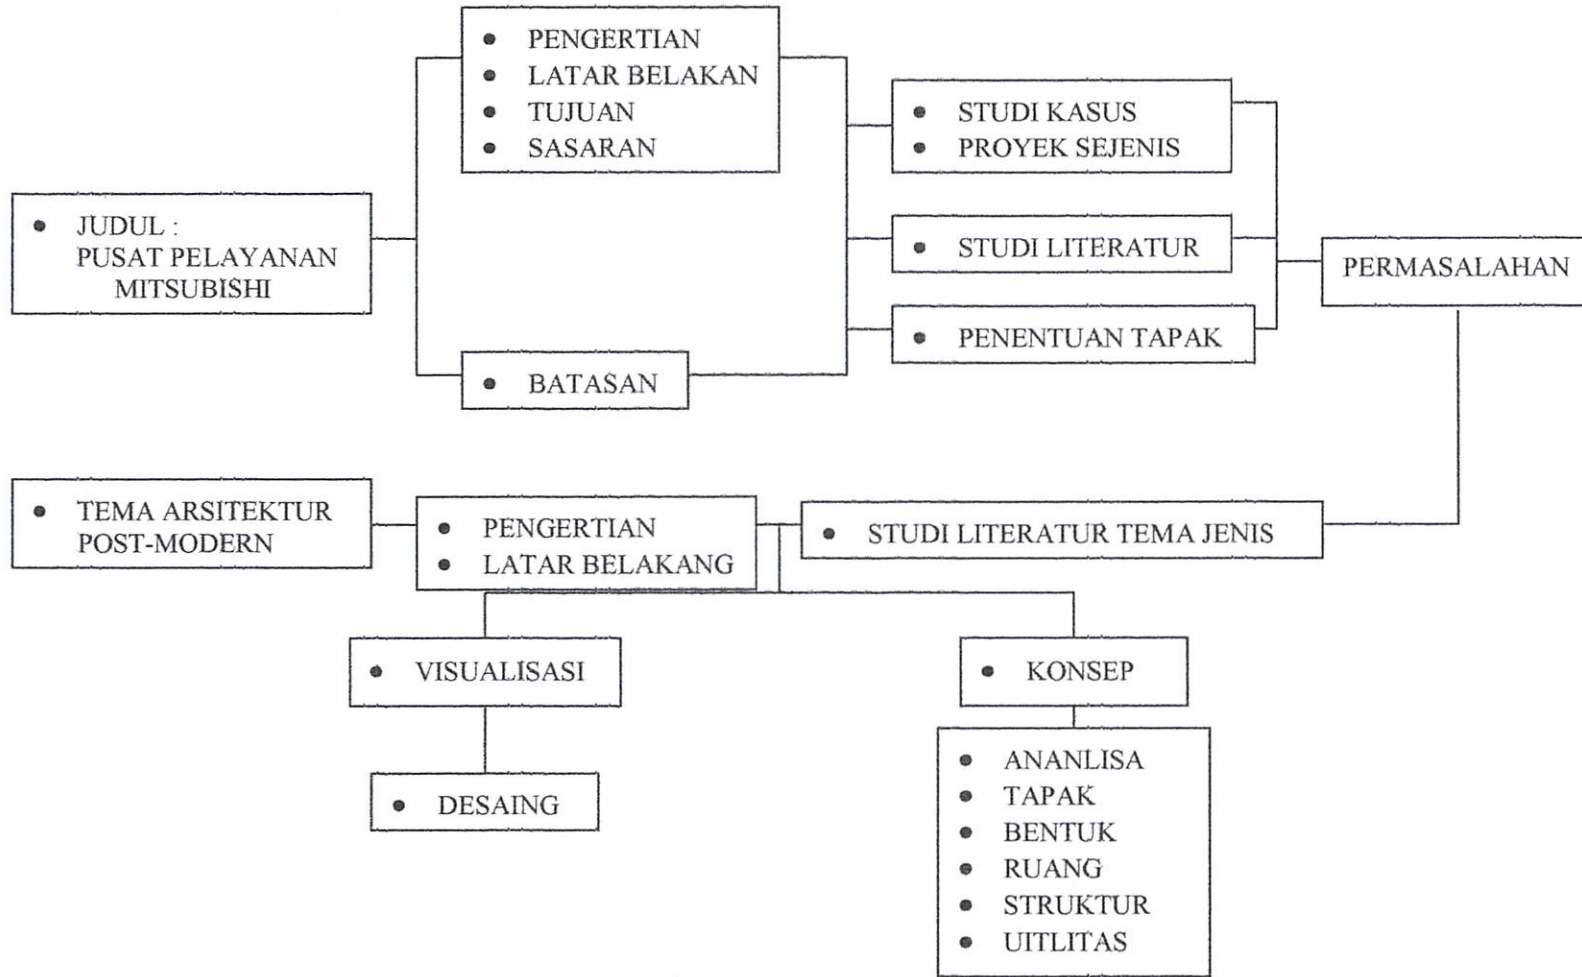 • JUDUL :
PUSAT PELAYANAN
MITSUBISHI
• PENGERTIAN
• LATAR BELAKAN
• TUJUAN
• SASARAN
• BATASAN
• STUDI KASUS
• PROYEK SEJENIS
• STUDI LITERATUR
• PENENTUAN TAPAK
PERMASALAHAN
• TEMA ARSITEKTUR
POST-MODERN
• PENGERTIAN
• LATAR BELAKANG
• STUDI LITERATUR TEMA JENIS
• VISUALISASI
• DESAING
• KONSEP
• ANANLISA
• TAPAK
• BENTUK
• RUANG
• STRUKTUR
• UITLITAS